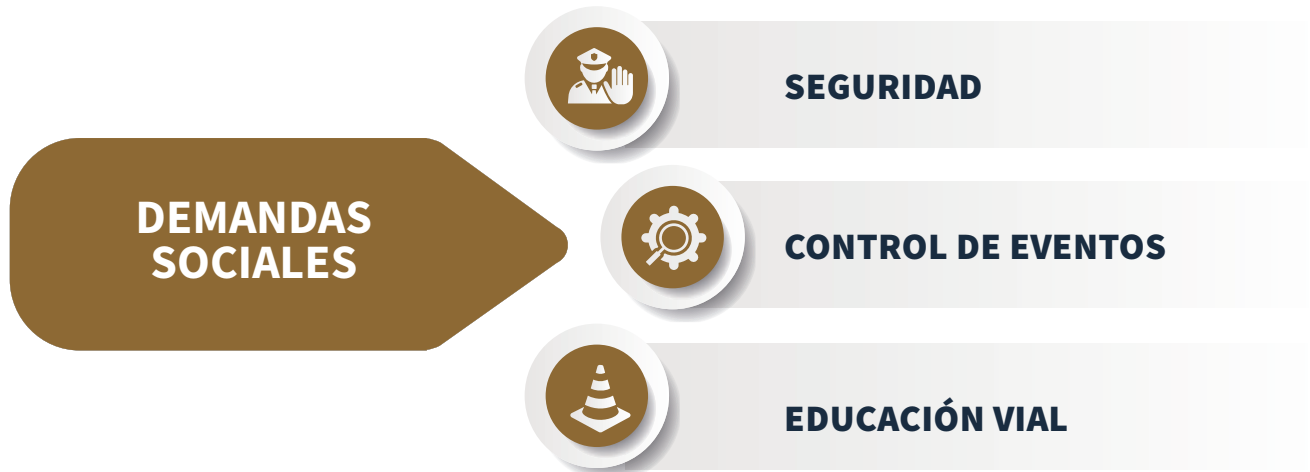 DEMANDAS
SOCIALES
SEGURIDAD
CONTROL DE EVENTOS
EDUCACIÓN VIAL